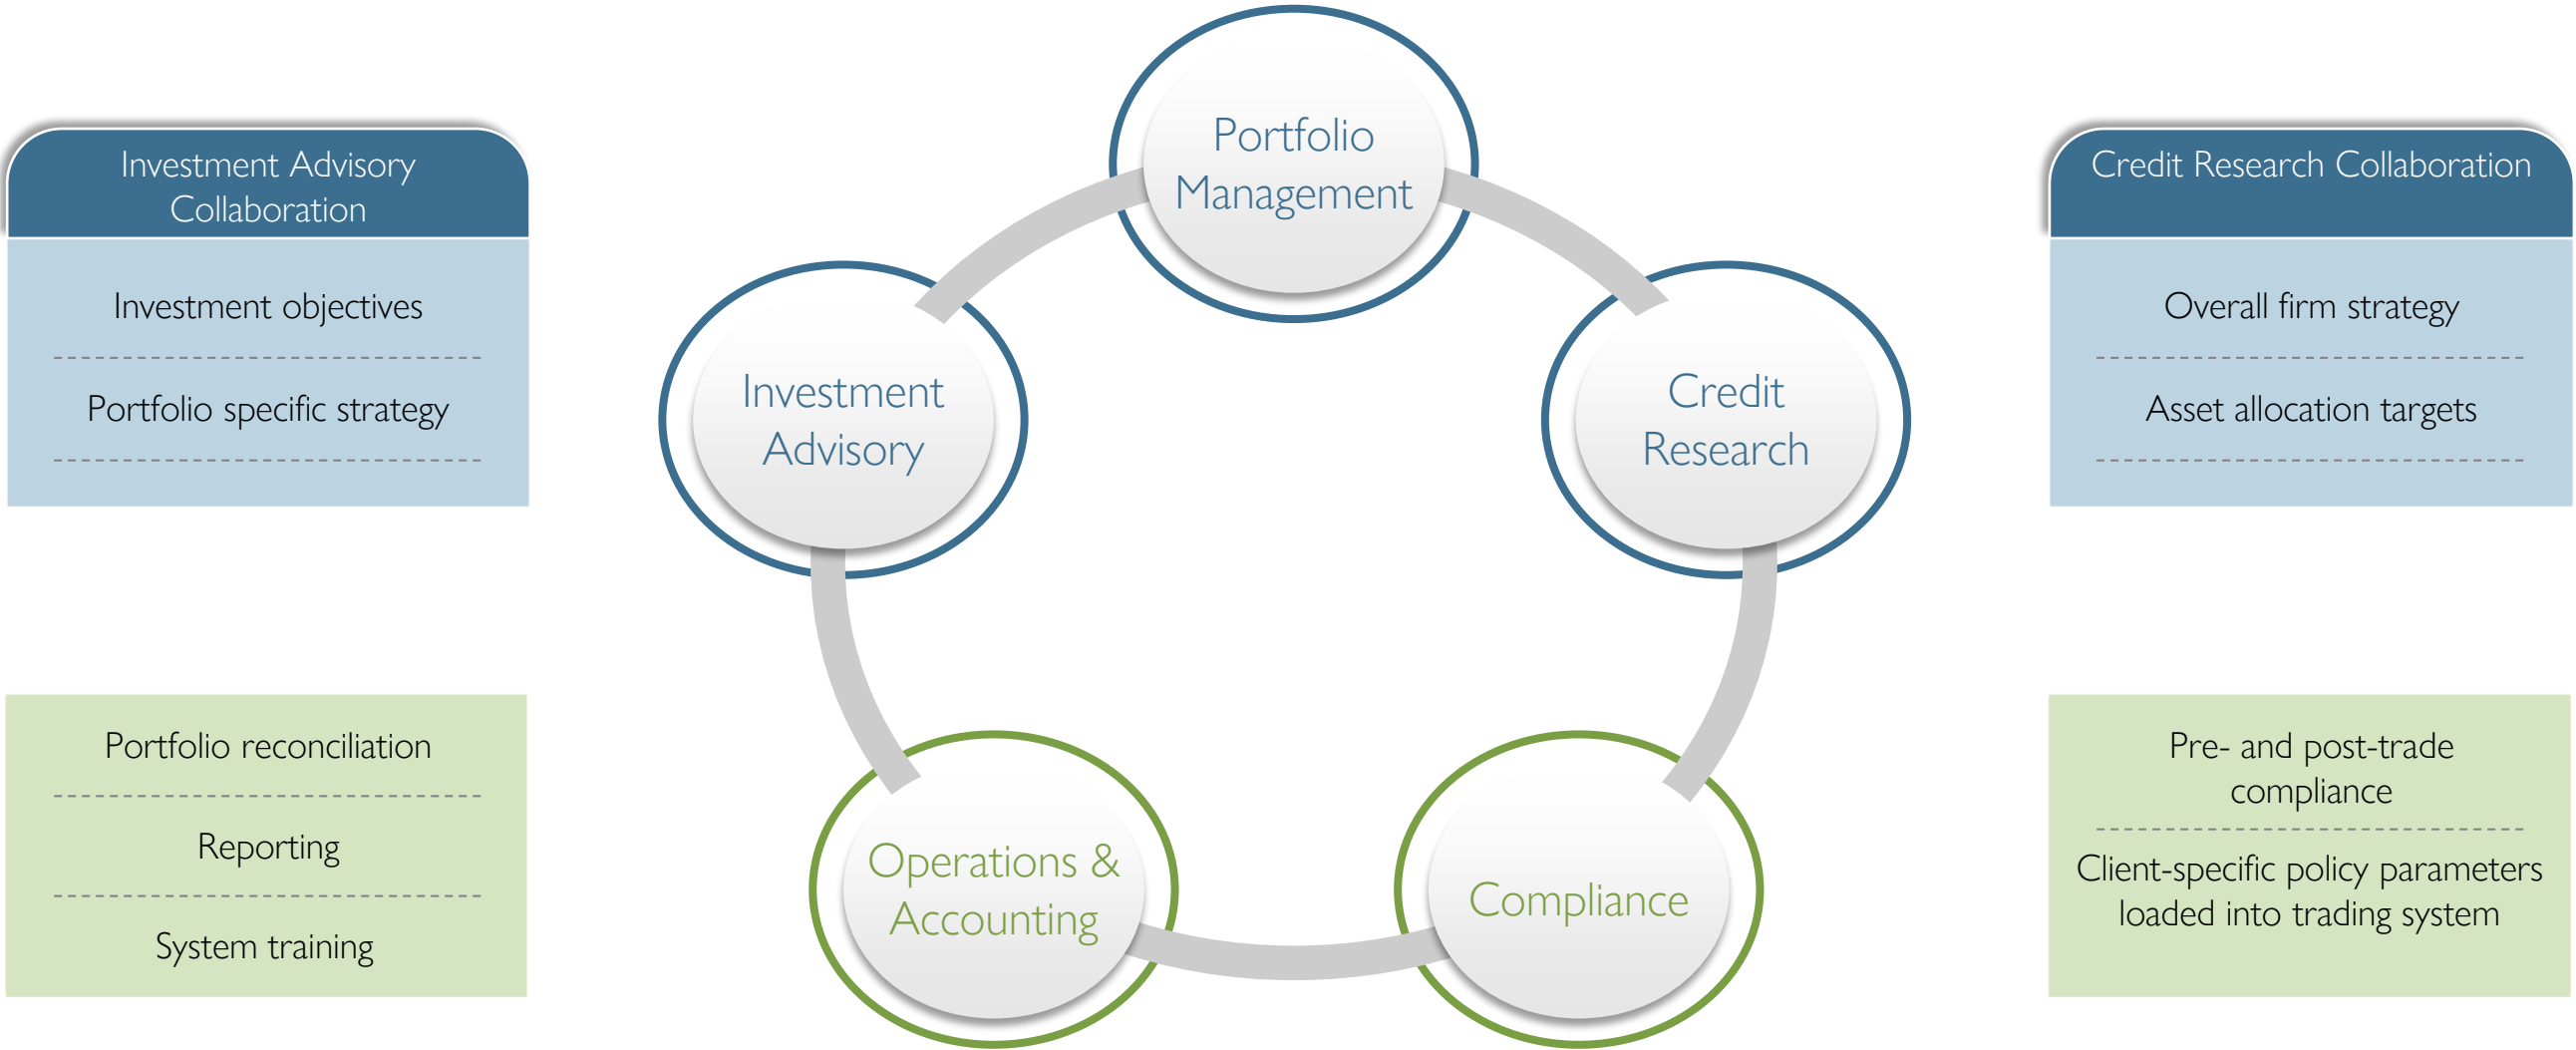 Investment Advisory
Collaboration
Investment objectives
Portfolio specific strategy
Portfolio
Management
Investment
Advisory
Credit
Research
Operations &
Accounting
Compliance
Credit Research Collaboration
Overall firm strategy
Asset allocation targets
Portfolio reconciliation
Reporting
System training
Pre- and post-trade
compliance
Client-specific policy parameters
loaded into trading system